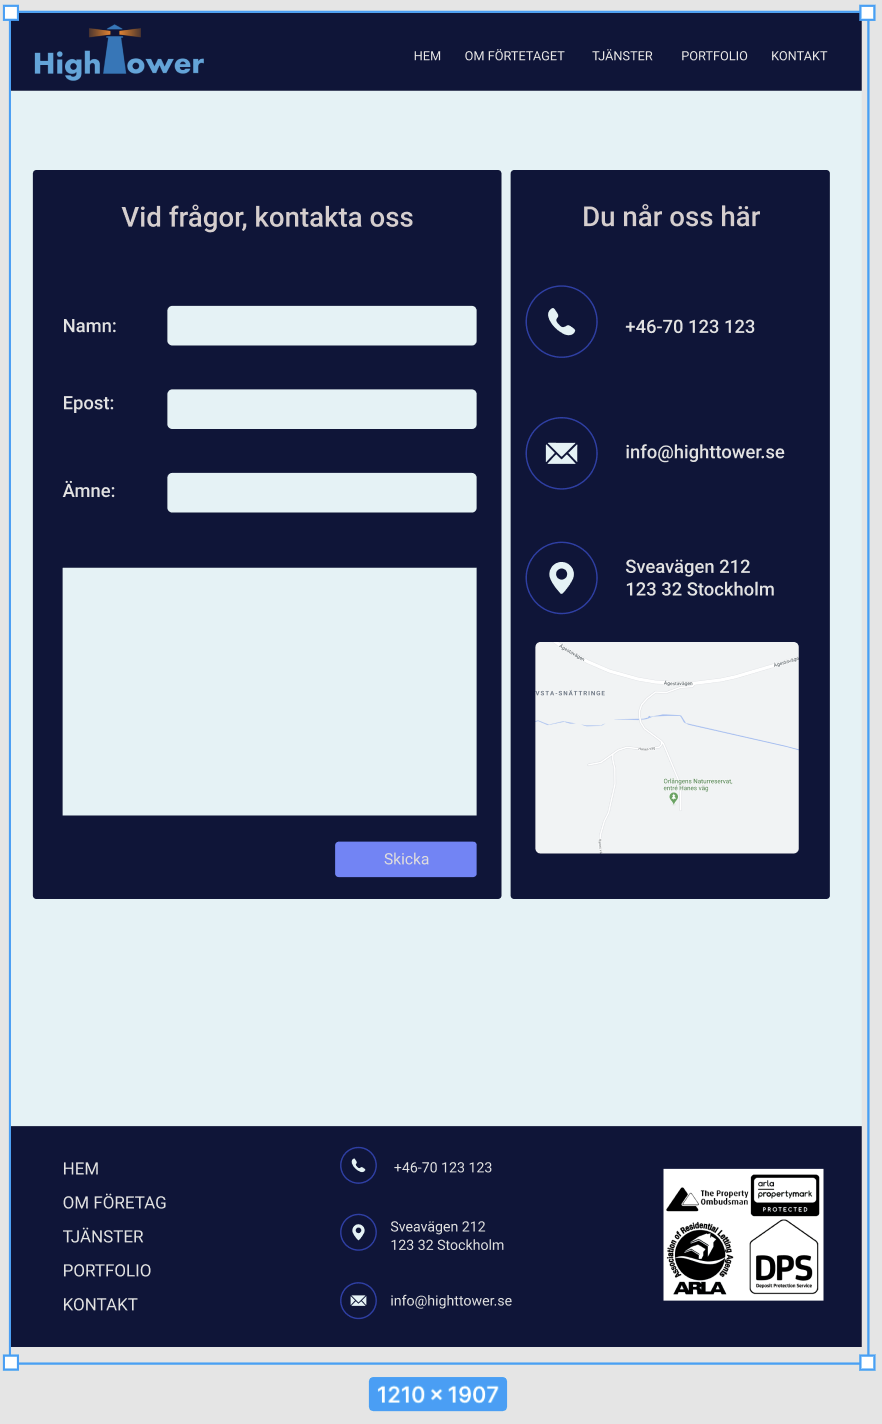 HighTower
HEM OM FÖRTETAGET TJÄNSTER PORTFOLIO KONTAKT
Vid frågor, kontakta oss
Namn:
Epost:
Ämne:
Skicka
Du når oss här
+46-70 123 123
info@highttower.se
Sveavägen 212
123 32 Stockholm
Ågestavägen
Ågestavägen
Ågestavägen
VSTA-SNÄTTRINGE
Orlångens Naturreservat,
entré Hanes väg
HEM
OM FÖRETAG
TJÄNSTER
PORTFOLIO
KONTAKT
+46-70 123 123
Sveavägen 212
123 32 Stockholm
info@highttower.se
The Property
Ombudsman
arla
propertymark
PROTECTED
Association of Residential Letting Agents
ARLA
DPS
Deposit Protection Service
1210 × 1907